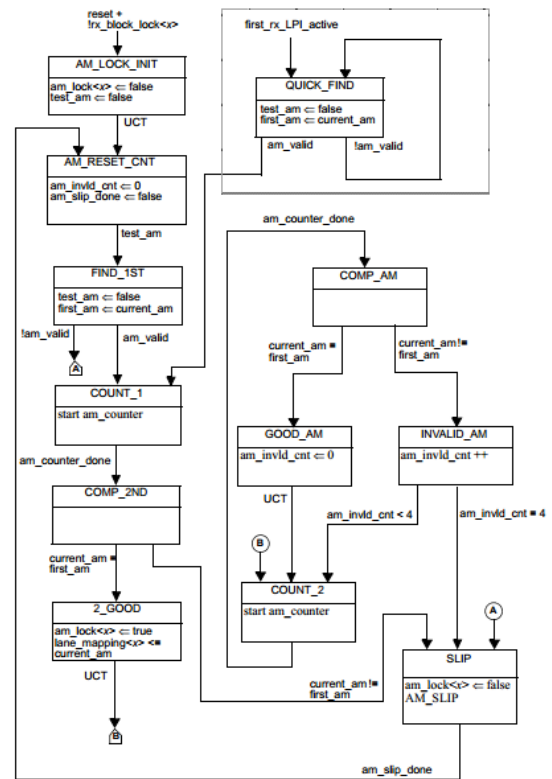 reset +
!rx_block_lock<x>
AM_LOCK_INIT
am_lock<x> ⇐ false
test_am ⇐ false
UCT
AM_RESET_CNT
am_invld_cnt ⇐ 0
am_slip_done ⇐ false
test_am
FIND_1ST
test_am ⇐ false
first_am ⇐ current_am
!am_valid
am_valid
A
COUNT_1
start am_counter
am_counter_done
COMP_2ND
current_am =
first_am
2_GOOD
am_lock<x> ⇐ true
lane_mapping<x> <=
current_am
UCT
B
first_rx_LPI_active
QUICK_FIND
test_am ⇐ false
first_am ⇐ current_am
am_valid
!am_valid
am_counter_done
COMP_AM
current_am =
first_am
current_am !=
first_am
GOOD_AM
am_invld_cnt ⇐ 0
INVALID_AM
am_invld_cnt ++
UCT
am_invld_cnt < 4
am_invld_cnt = 4
B
COUNT_2
start am_counter
A
current_am !=
first_am
SLIP
am_lock<x> ⇐ false
AM_SLIP
am_slip_done